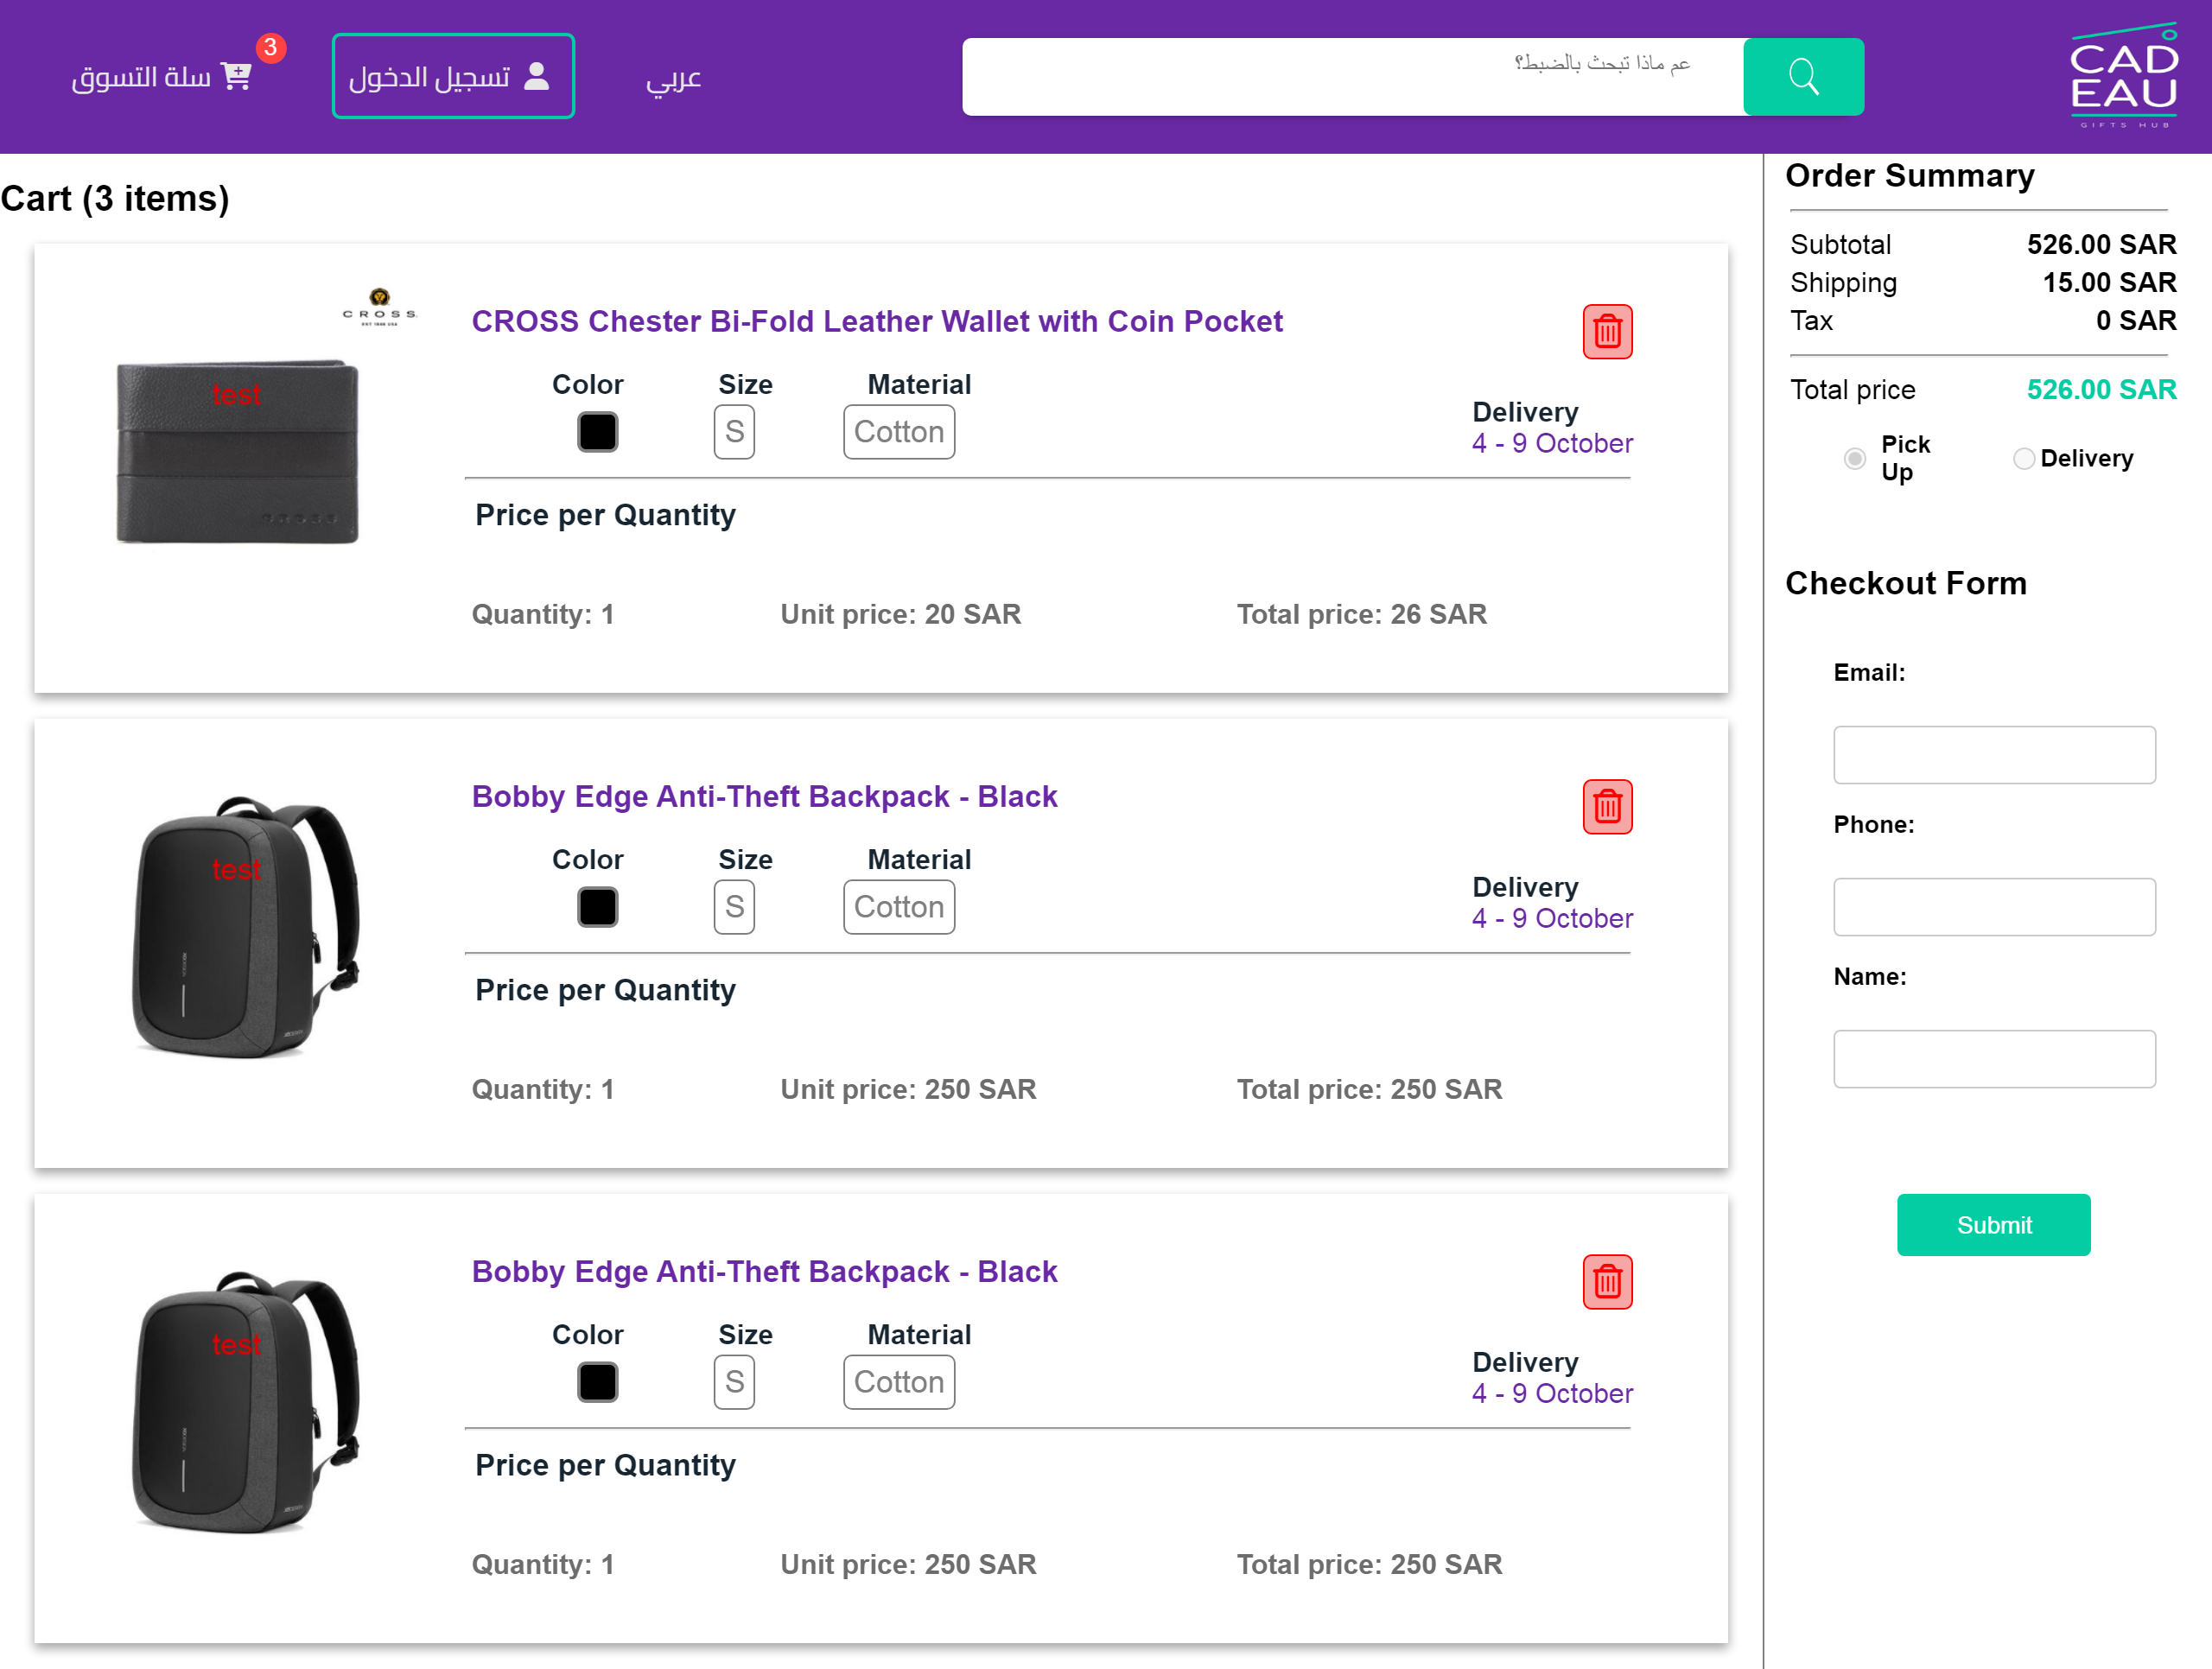 سلة التسوق
3
تسجيل الدخول
عربي
عم ماذا تبحث بالضبط؟
CAD
EAU
GIFTS HUB
Cart (3 items)
CROSS
EST 1846 USA
test
CROSS
CROSS Chester Bi-Fold Leather Wallet with Coin Pocket
Color Size Material
S Cotton
Delivery
4 - 9 October
Price per Quantity
Quantity: 1 Unit price: 20 SAR Total price: 26 SAR
test
Bobby Edge Anti-Theft Backpack - Black
Color Size Material
S Cotton
Delivery
4 - 9 October
Price per Quantity
Quantity: 1 Unit price: 250 SAR Total price: 250 SAR
test
Bobby Edge Anti-Theft Backpack - Black
Color Size Material
S Cotton
Delivery
4 - 9 October
Price per Quantity
Quantity: 1 Unit price: 250 SAR Total price: 250 SAR
Order Summary
Subtotal 526.00 SAR
Shipping 15.00 SAR
Tax 0 SAR
Total price 526.00 SAR
Pick Up
Delivery
Checkout Form
Email:
Phone:
Name:
Submit